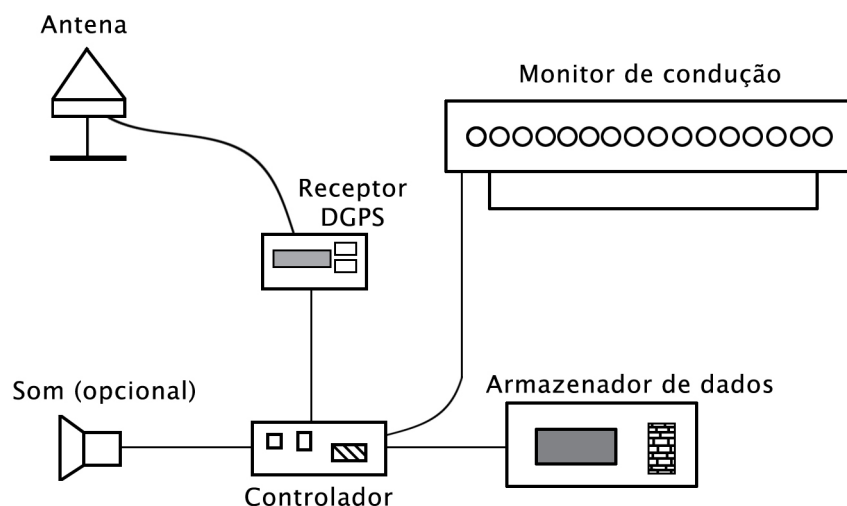 Antena
Monitor de condução
Receptor
DGPS
Som (opcional)
Armazenador de dados
Controlador